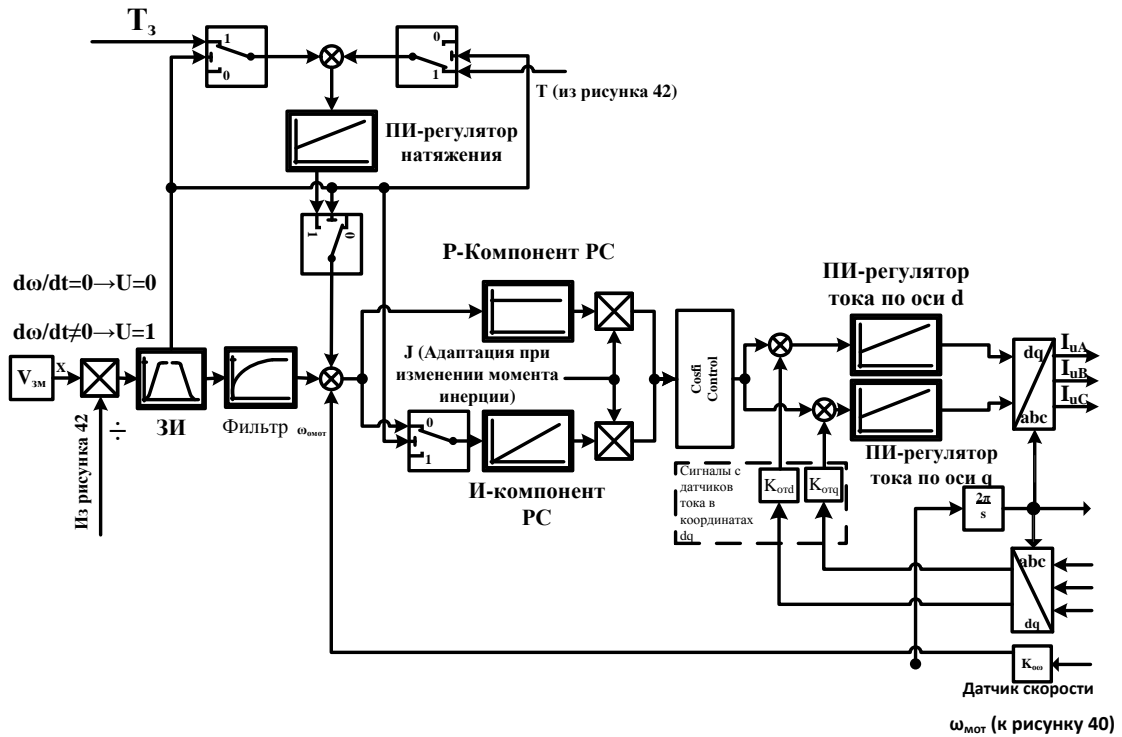 Tз
1
0
0
1
T (из рисунка 42)
ПИ-регулятор
натяжения
1
0
dω/dt=0→U=0
dω/dt≠0→U=1
Vзм
X
÷
Из рисунка 42
ЗИ
Фильтр
ωомот
Р-Компонент РС
J (Адаптация при
изменении момента
инерции)
0
1
И-компонент
РС
Cosfi
Control
ПИ-регулятор
тока по оси d
ПИ-регулятор
тока по оси q
dq
abc
IuA
IuB
IuC
Сигналы с
датчиков
тока в
координатах
dq
Kотd
Kотq
2π
s
abc
dq
Kоω
Датчик скорости
ωмот (к рисунку 40)